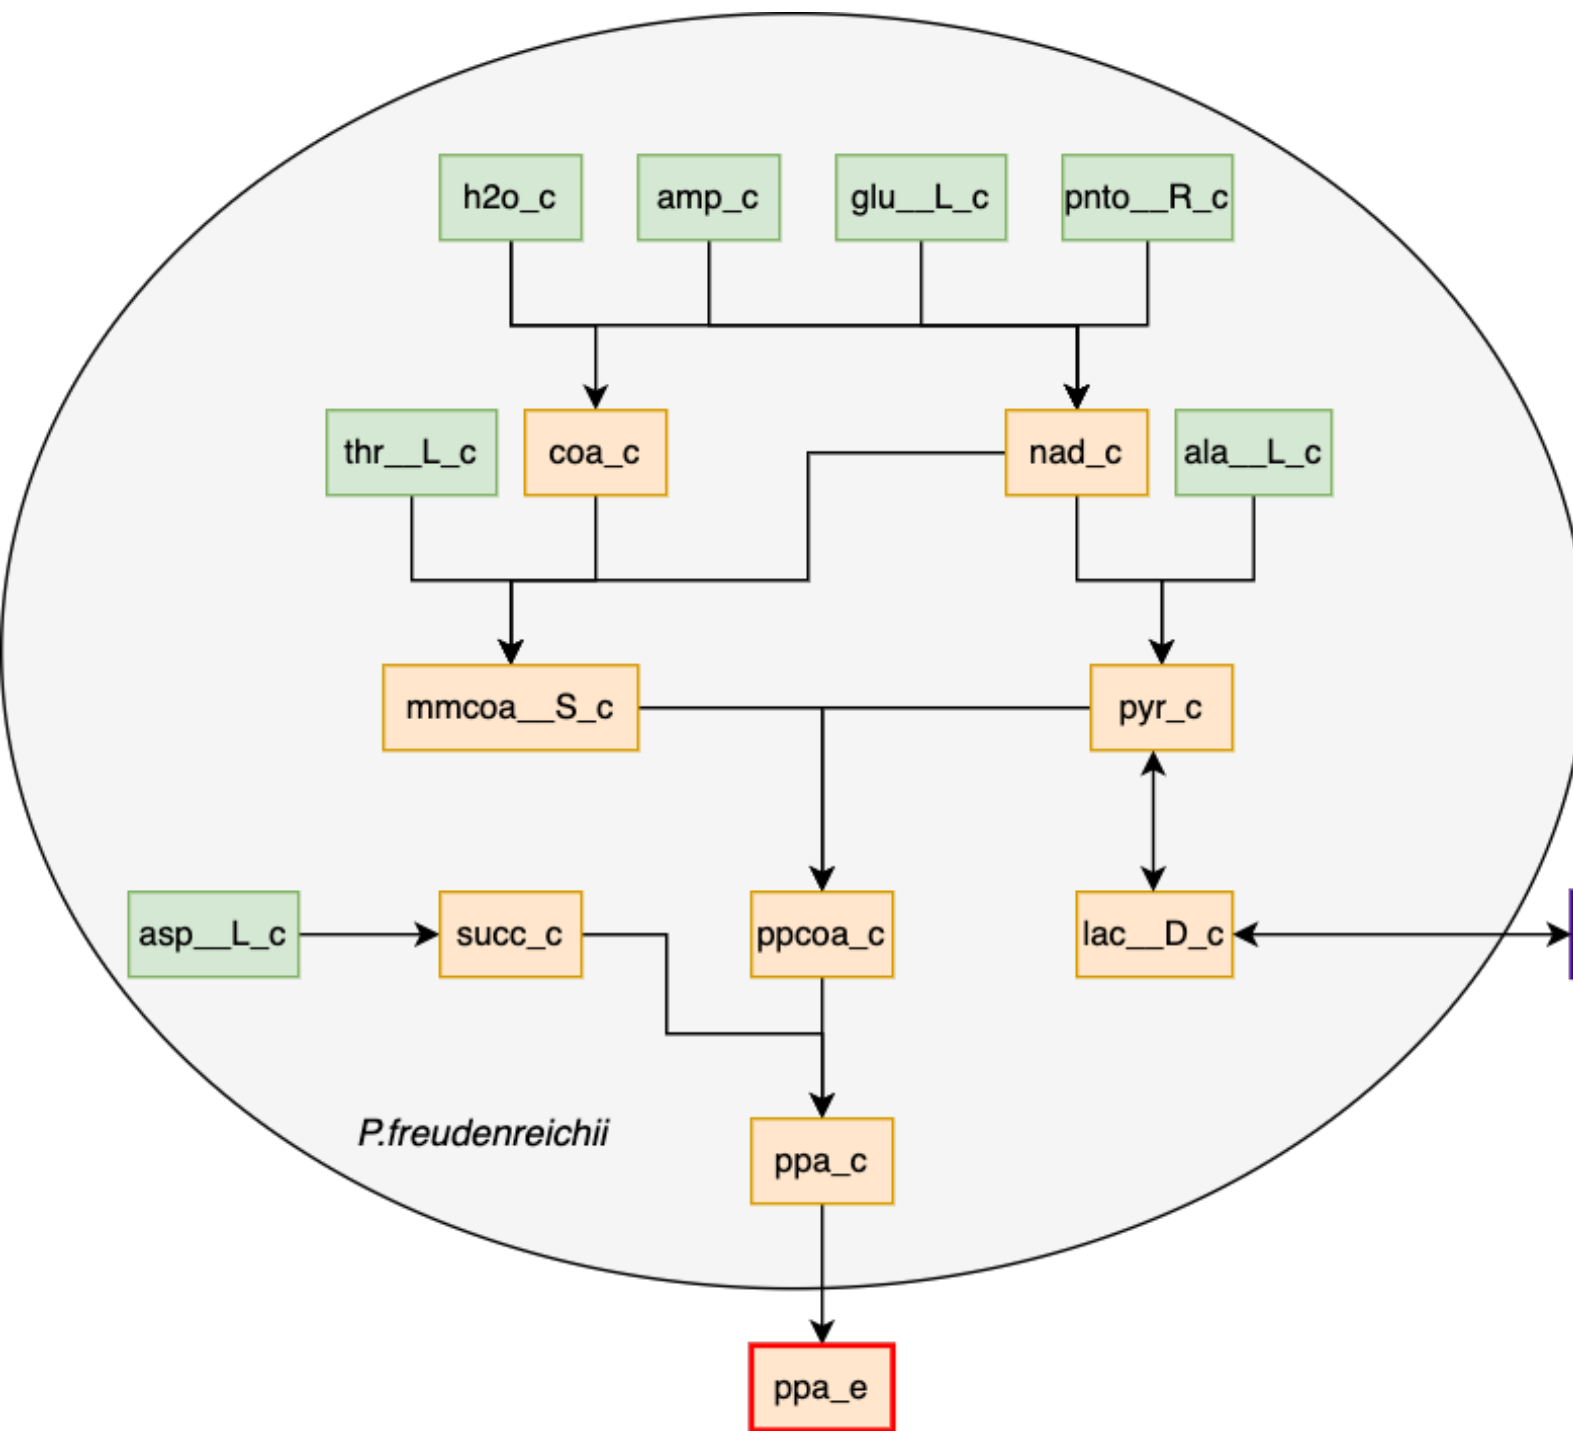 h2o_c
amp_c
glu__L_c
pnto__R_c
thr__L_c
coa_c
nad_c
ala__L_c
mmcoa__S_c
pyr_c
asp__L_c
succ_c
ppcoa_c
lac__D_c
P.freudenreichii
ppa_c
ppa_e